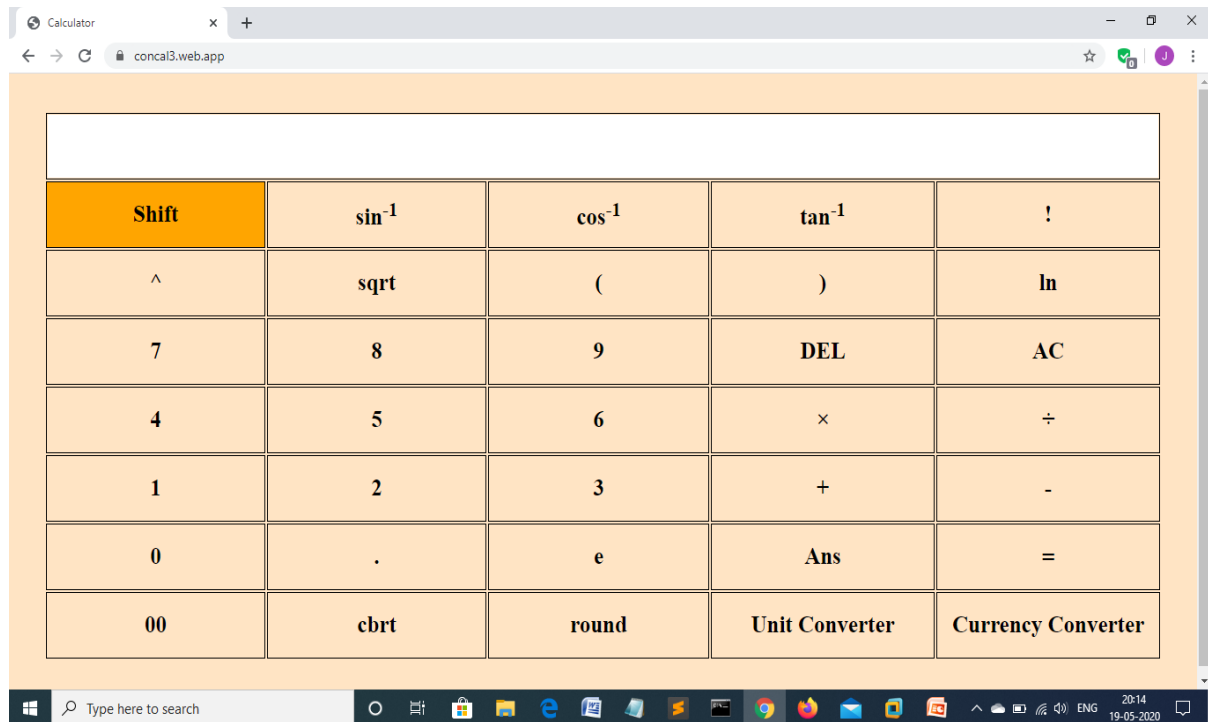 Calculator
concal3.web.app
J
0
Shift sin-1 cos-1 tan-1 !
^ sqrt ( ) ln
7 8 9 DEL AC
4 5 6 × ÷
1 2 3 + -
0 . e Ans =
00 cbrt round Unit Converter Currency Converter
Type here to search
ENG
20:14
19-05-2020